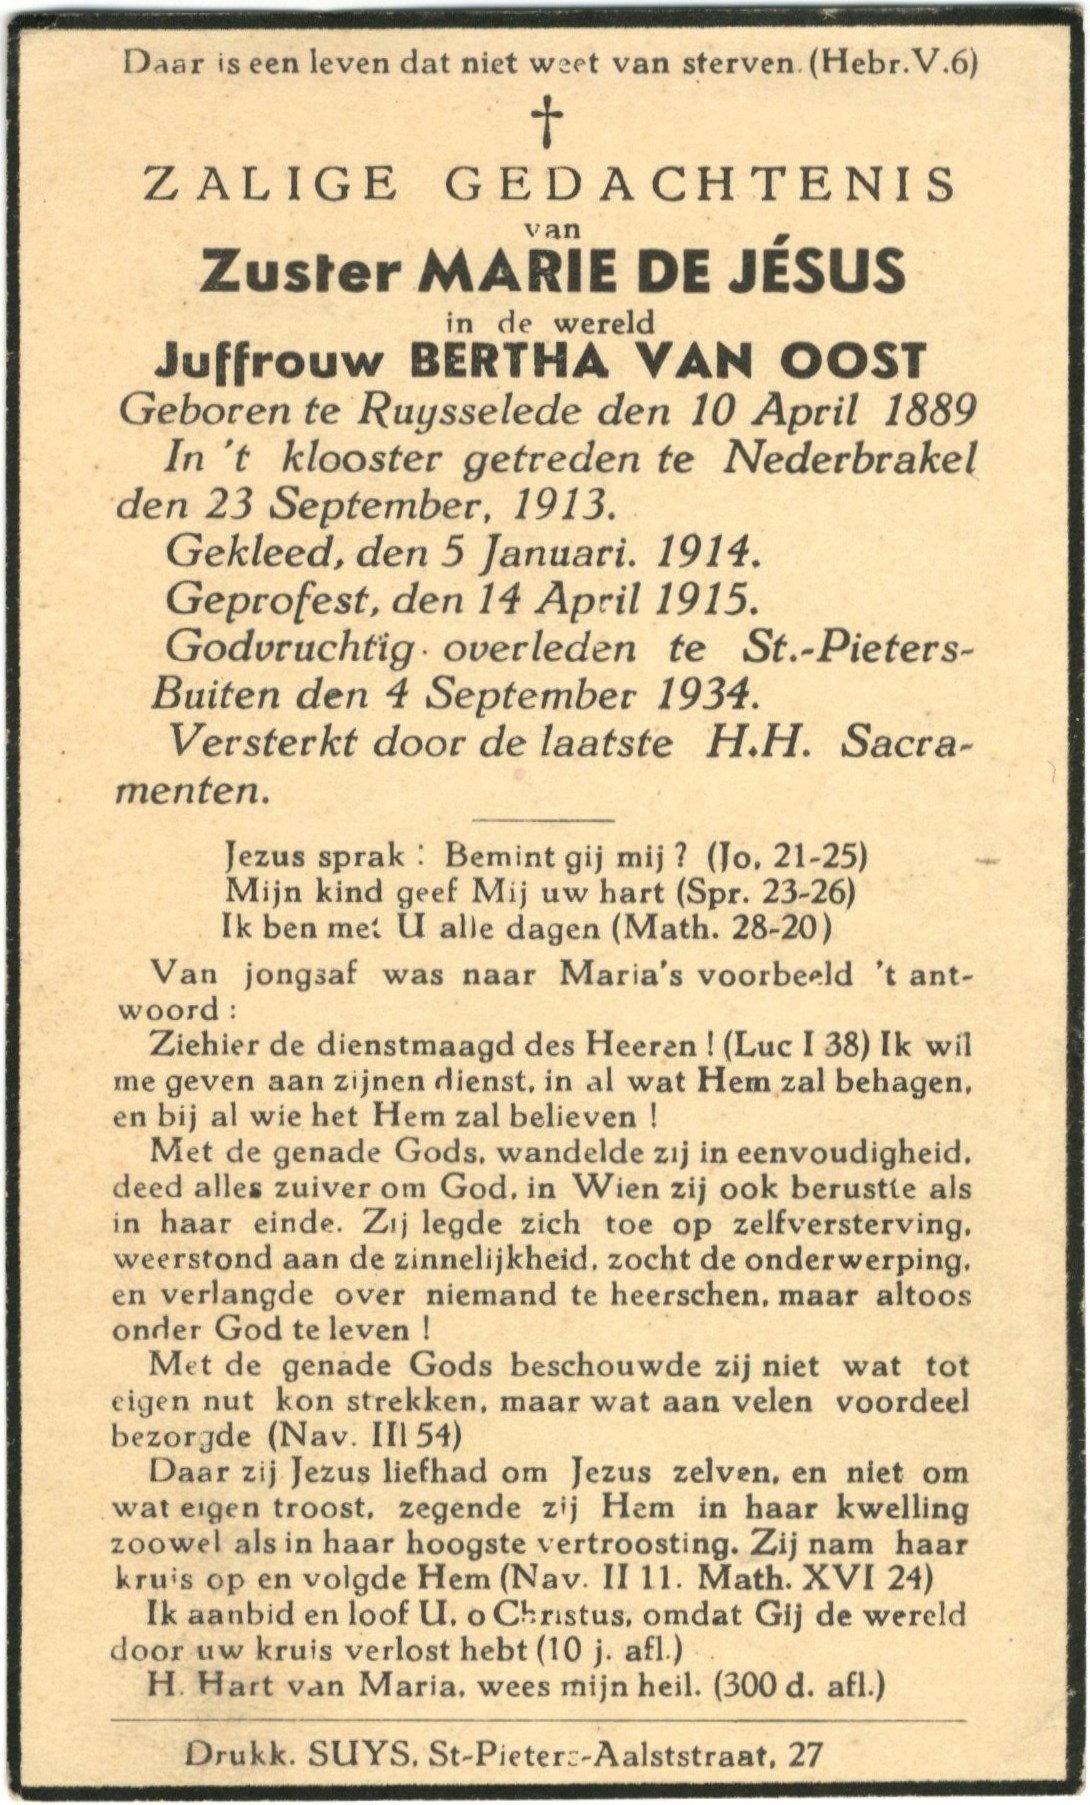 Daar is een leven dat niet weet van sterven. (Hebr. V.6)
ZALIGE GEDACHTENIS
van
Zuster MARIE DE JÉSUS
in de wereld
Juffrouw BERTHA VAN OOST
Geboren te Ruysselede den 10 April 1889
In 't klooster getreden te Nederbrakel
den 23 September, 1913.
Gekleed, den 5 Januari. 1914.
Geprofest, den 14 April 1915.
Godvruchtig overleden te St.-Pieters-
Buiten den 4 September 1934.
Versterkt door de laatste H.H. Sacra-
menten.
Jezus sprak : Bemint gij mij ? (Jo. 21-25)
Mijn kind geef Mij uw hart (Spr. 23-26)
Ik ben met U alle dagen (Math. 28-20)
Van jongsaf was naar Maria's voorbeeld 't ant-
woord :
Ziehier de dienstmaagd des Heeren ! (Luc I 38) Ik wil
me geven aan zijnen dienst, in al wat Hem zal behagen,
en bij al wie het Hem zal believen !
Met de genade Gods, wandelde zij in eenvoudigheid,
deed alles zuiver om God, in Wien zij ook berustte als
in haar einde. Zij legde zich toe op zelfversterving,
weerstond aan de zinnelijkheid, zocht de onderwerping,
en verlangde over niemand te heerschen, maar altoos
onder God te leven !
Met de genade Gods beschouwde zij niet wat tot
eigen nut kon strekken, maar wat aan velen voordeel
bezorgde (Nav. III 54)
Daar zij Jezus liefhad om Jezus zelven, en niet om
wat eigen troost, zegende zij Hem in haar kwelling
zoowel als in haar hoogste vertroosting. Zij nam haar
kruis op en volgde Hem (Nav. II 11. Math. XVI 24)
Ik aanbid en loof U, o Christus, omdat Gij de wereld
door uw kruis verlost hebt (10 j. afl.)
H. Hart van Maria, wees mijn heil. (300 d. afl.)
Drukk. SUYS, St-Pieters-Aalststraat, 27